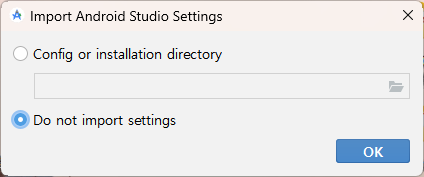 Import Android Studio Settings
Config or installation directory
Do not import settings
OK